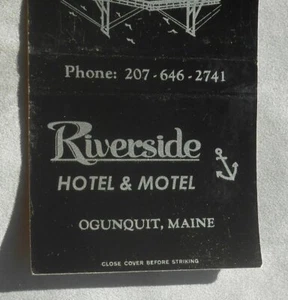 Phone: 207-646-2741
Riverside
HOTEL & MOTEL
OGUNQUIT, MAINE
CLOSE COVER BEFORE STRIKING